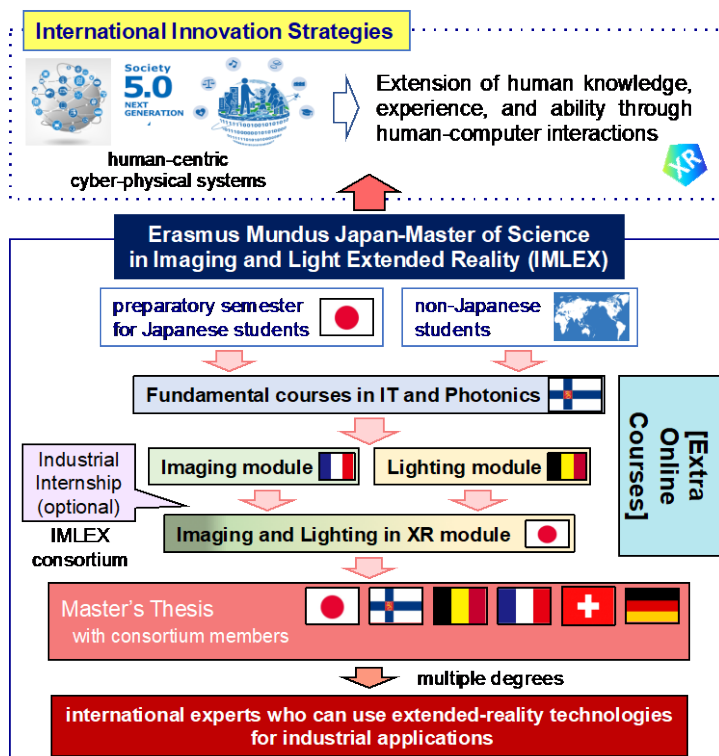 International Innovation Strategies
Society
5.0
NEXT
GENERATION
human-centric
cyber-physical systems
Extension of human knowledge,
experience, and ability through
human-computer interactions
XR
Erasmus Mundus Japan-Master of Science
in Imaging and Light Extended Reality (IMLEX)
preparatory semester
for Japanese students
non-Japanese
students
Fundamental courses in IT and Photonics
[Extra
Online
Courses]
Industrial
Internship
(optional)
IMLEX
consortium
Imaging module
Lighting module
Imaging and Lighting in XR module
Master's Thesis
with consortium members
multiple degrees
international experts who can use extended-reality technologies
for industrial applications